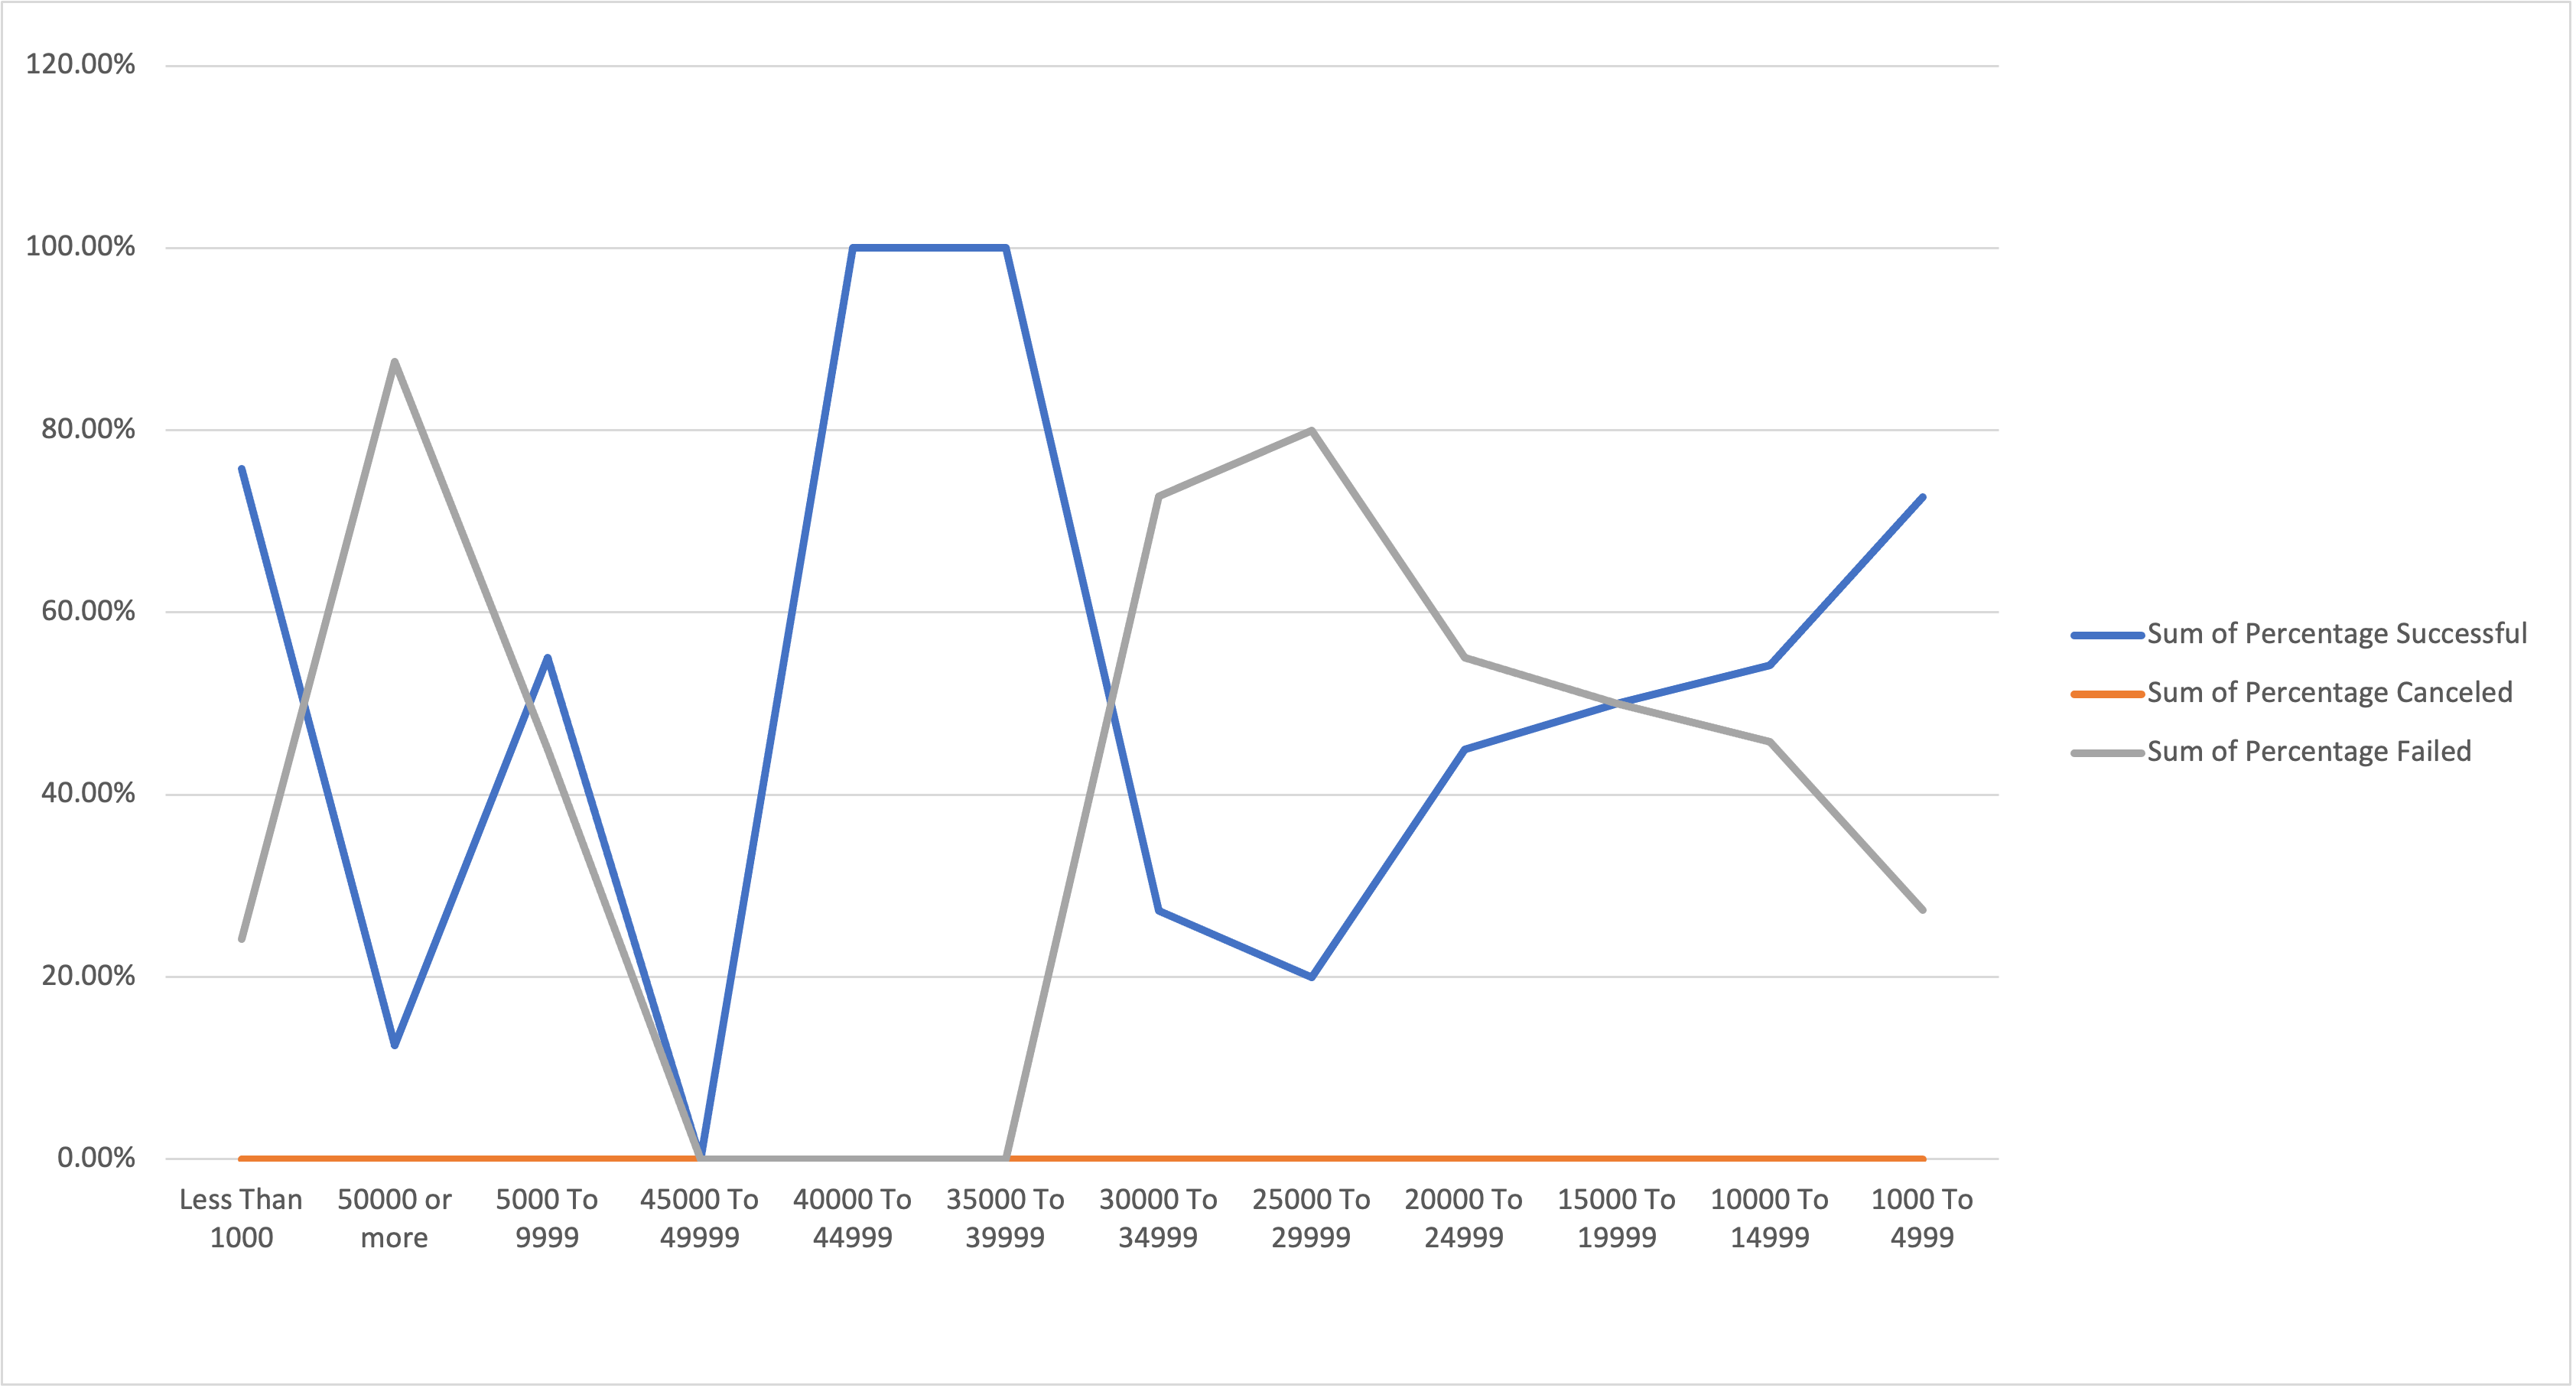 120.00%
100.00%
80.00%
60.00%
40.00%
20.00%
0.00%
Less Than
1000
50000 or
more
5000 To
9999
45000 To
49999
40000 To
44999
35000 To
39999
30000 To
34999
25000 To
29999
20000 To
24999
15000 To
19999
10000 To
14999
1000 To
4999
Sum of Percentage Successful
Sum of Percentage Canceled
Sum of Percentage Failed